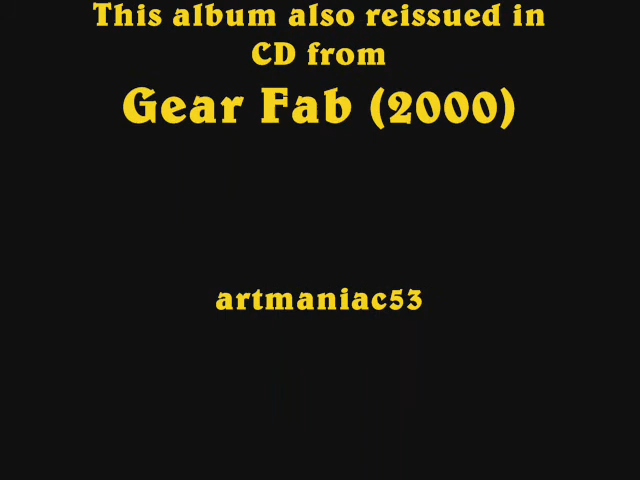 This album also reissued in
CD from
Gear Fab (2000)
artmaniac53